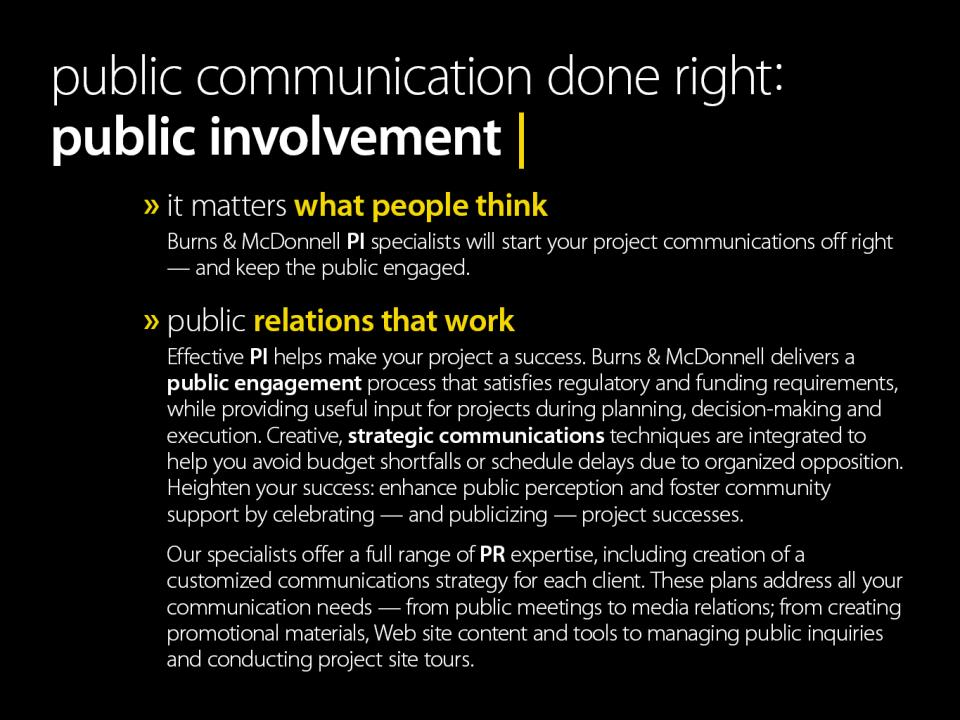 public communication done right:
public involvement |
» it matters what people think
Burns & McDonnell PI specialists will start your project communications off right
— and keep the public engaged.
» public relations that work
Effective PI helps make your project a success. Burns & McDonnell delivers a
public engagement process that satisfies regulatory and funding requirements,
while providing useful input for projects during planning, decision-making and
execution. Creative, strategic communications techniques are integrated to
help you avoid budget shortfalls or schedule delays due to organized opposition.
Heighten your success: enhance public perception and foster community
support by celebrating — and publicizing — project successes.
Our specialists offer a full range of PR expertise, including creation of a
customized communications strategy for each client. These plans address all your
communication needs — from public meetings to media relations; from creating
promotional materials, Web site content and tools to managing public inquiries
and conducting project site tours.